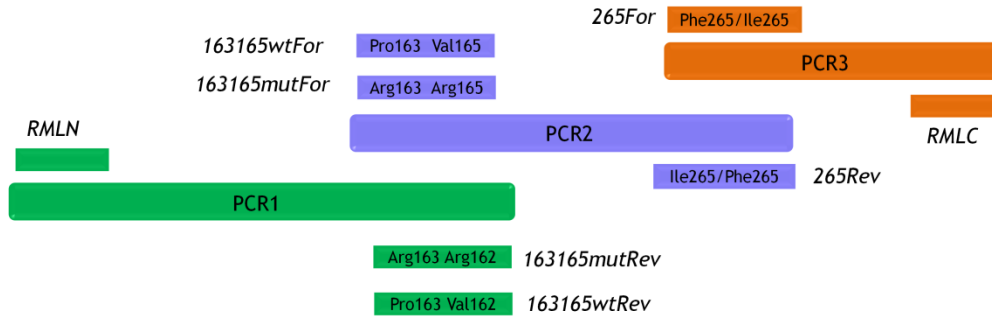 265For
Phe265/Ile265
163165wtFor
Pro163 Val165
PCR3
163165mutFor
Arg163 Arg165
RMLN
PCR2
RMLC
Ile265/Phe265
265Rev
PCR1
Arg163 Arg162
163165mutRev
Pro163 Val162
163165wtRev